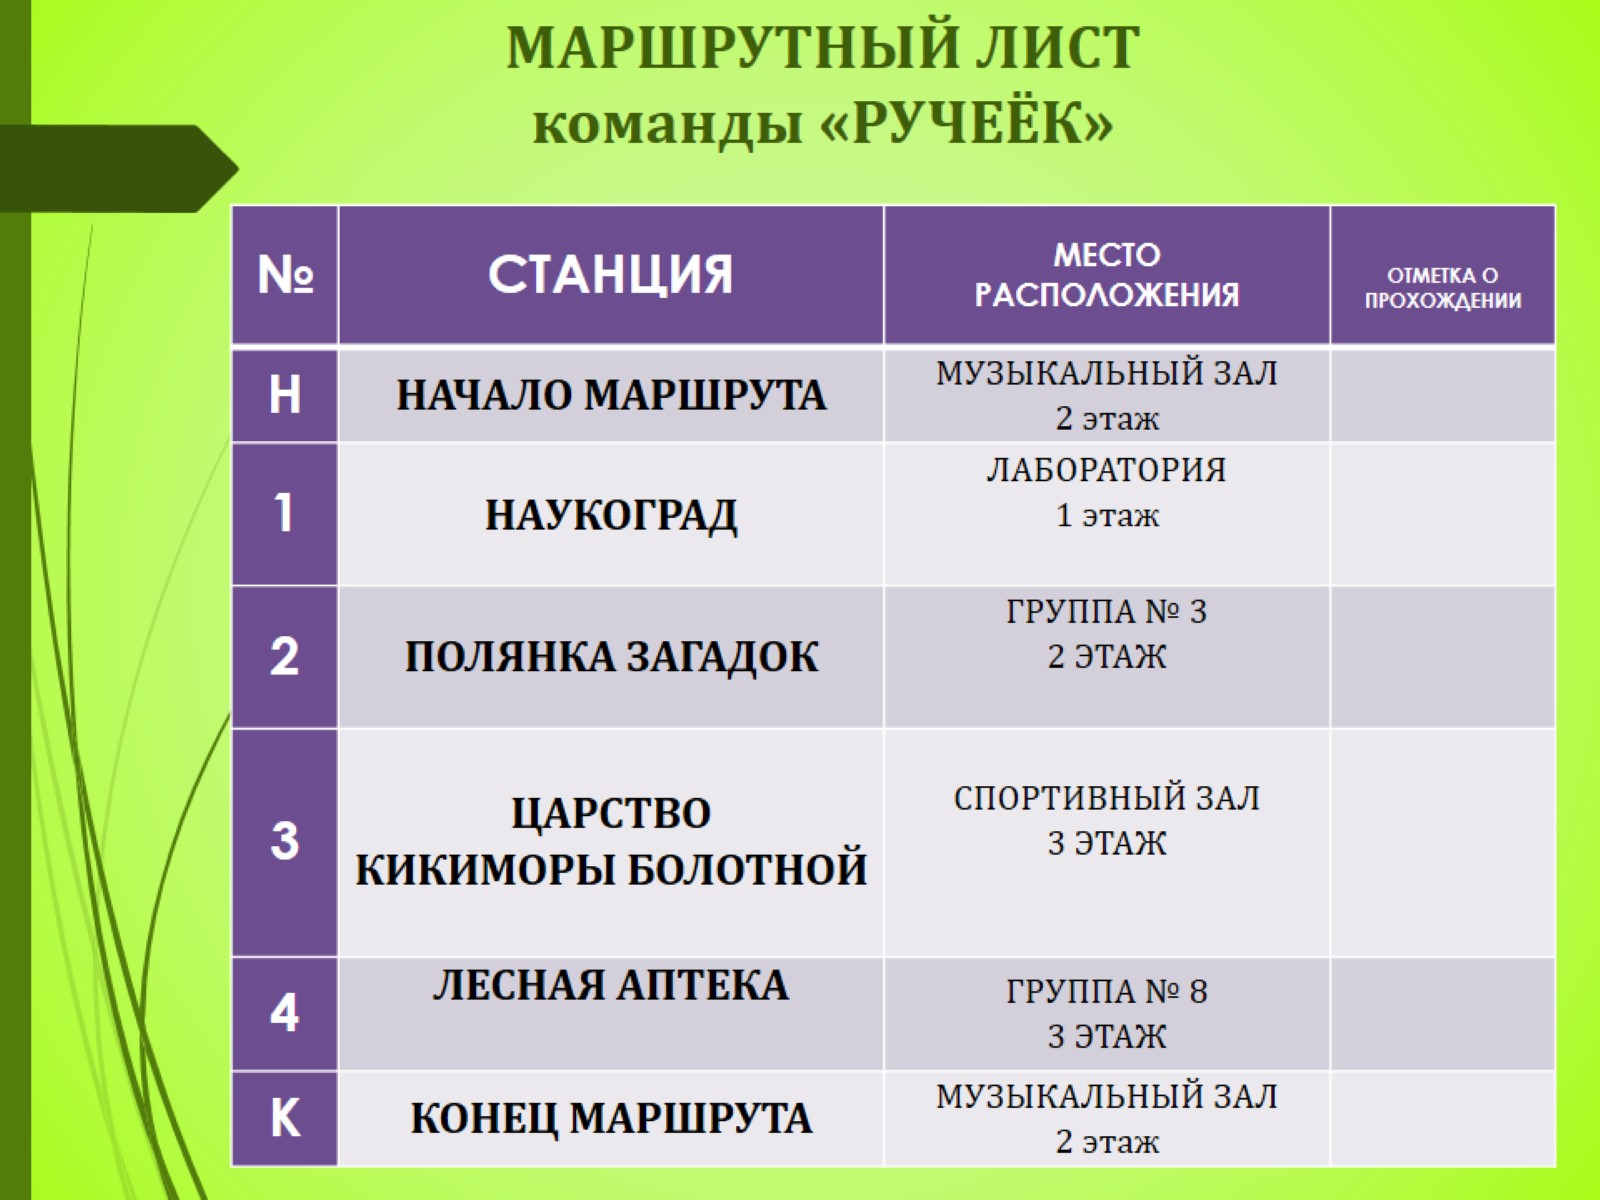 МАРШРУТНЫЙ ЛИСТ
команды «РУЧЕЁК»
№
СТАНЦИЯ
МЕСТО
РАСПОЛОЖЕНИЯ
ОТМЕТКА О
ПРОХОЖДЕНИИ
Н
НАЧАЛО МАРШРУТА
МУЗЫКАЛЬНЫЙ ЗАЛ
2 этаж
1
НАУКОГРАД
ЛАБОРАТОРИЯ
1 этаж
2
ПОЛЯНКА ЗАГАДОК
ГРУППА № 3
2 ЭТАЖ
3
ЦАРСТВО
КИКИМОРЫ БОЛОТНОЙ
СПОРТИВНЫЙ ЗАЛ
3 ЭТАЖ
4
ЛЕСНАЯ АПТЕКА
ГРУППА № 8
3 ЭТАЖ
К
КОНЕЦ МАРШРУТА
МУЗЫКАЛЬНЫЙ ЗАЛ
2 этаж